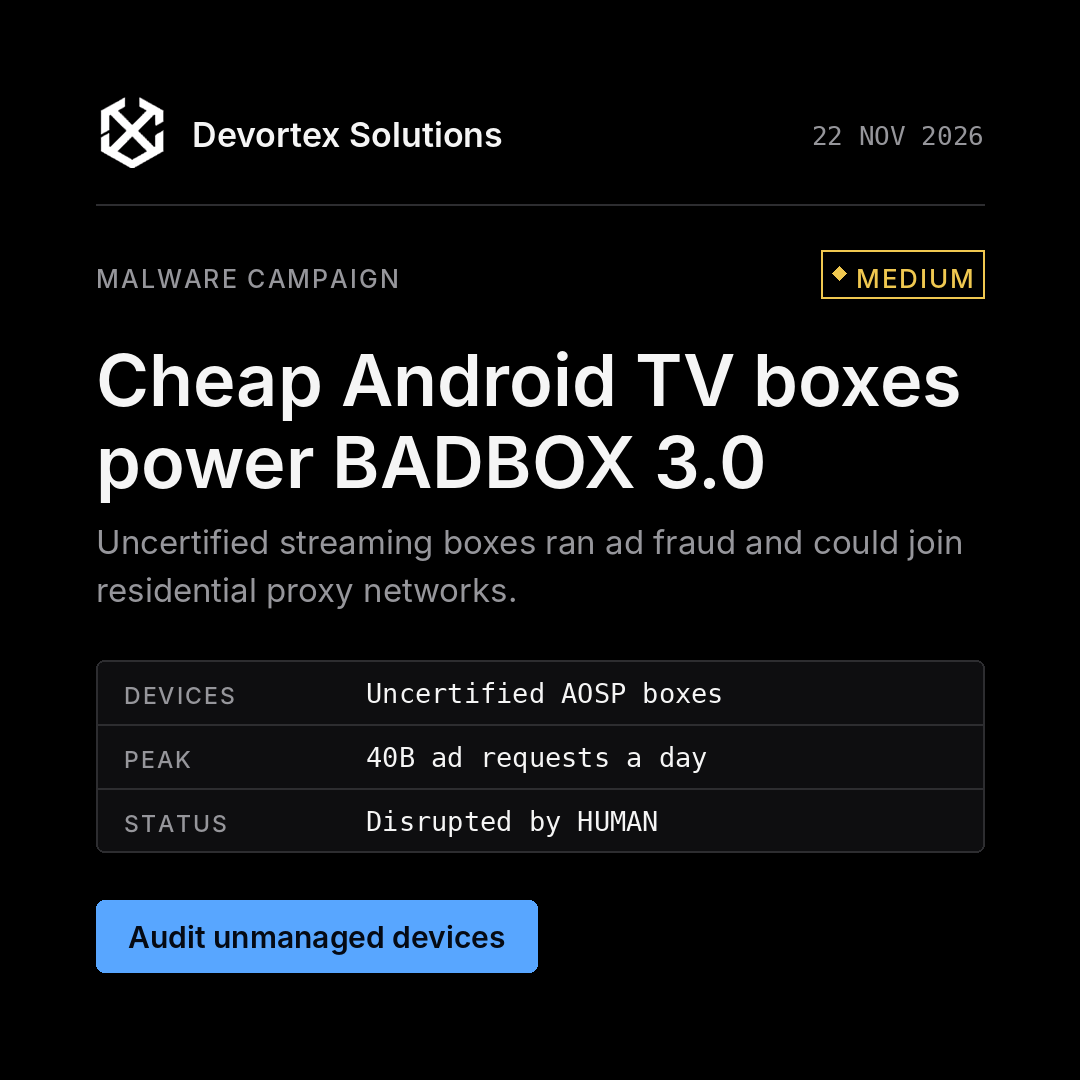 Devortex Solutions
22 NOV 2026
MALWARE CAMPAIGN
MEDIUM
Cheap Android TV boxes
power BADBOX 3.0
Uncertified streaming boxes ran ad fraud and could join
residential proxy networks.
DEVICES Uncertified AOSP boxes
PEAK 40B ad requests a day
STATUS Disrupted by HUMAN
Audit unmanaged devices